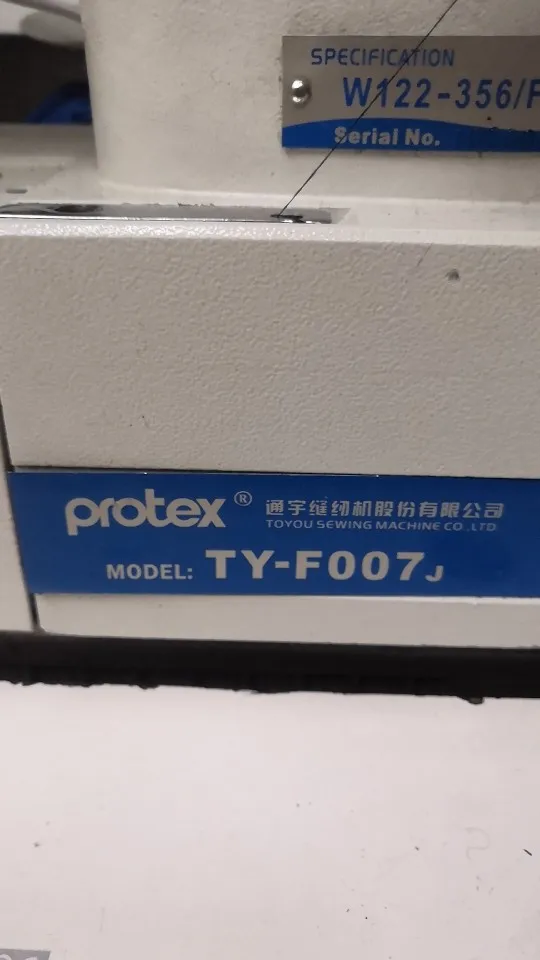 SPECIFICATION
W122-356/F
Serial No.
protex® 通宇缝纫机股份有限公司
TOYOU SEWING MACHINE CO.,LTD.
MODEL: TY-F007J